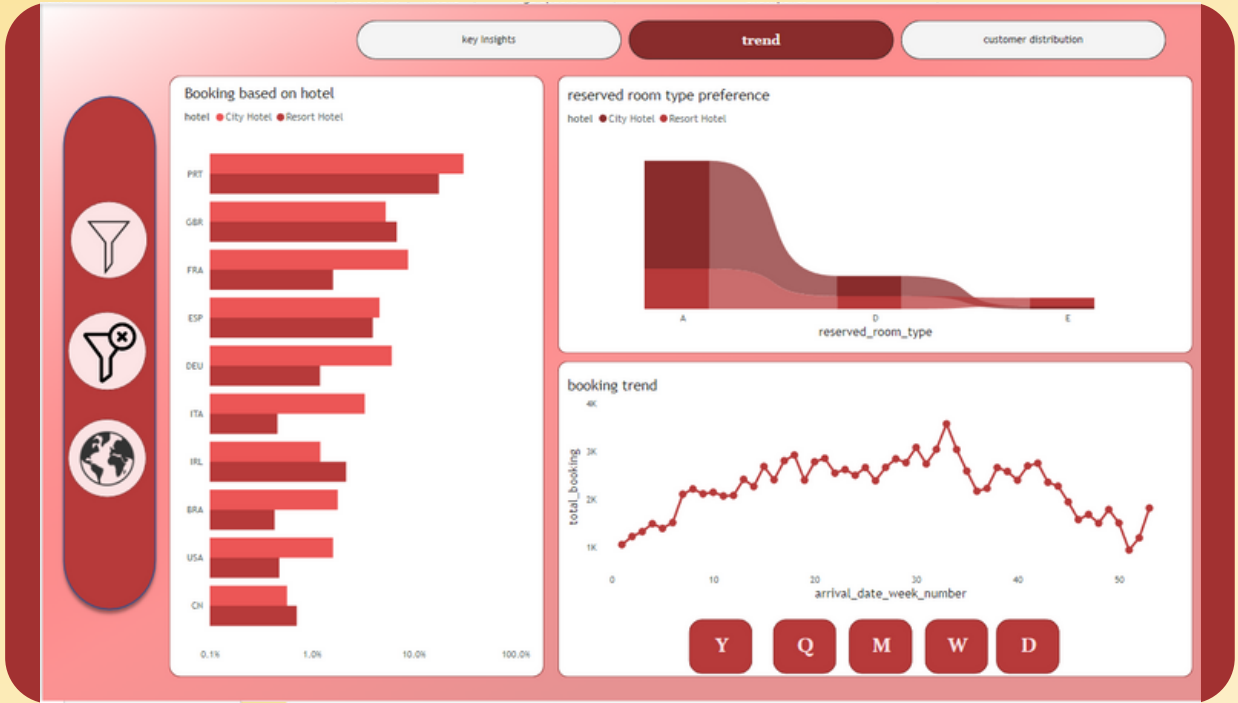 key insights
trend
customer distribution
Booking based on hotel
hotel City Hotel Resort Hotel
PRT
GBR
FRA
ESP
DEU
ITA
IRL
BRA
USA
CN
0.1% 1.0% 10.0% 100.0%
reserved room type preference
hotel City Hotel Resort Hotel
A D E
reserved_room_type
booking trend
4K
3K
2K
1K
total_booking
0 10 20 30 40 50
arrival_date_week_number
Y Q M W D